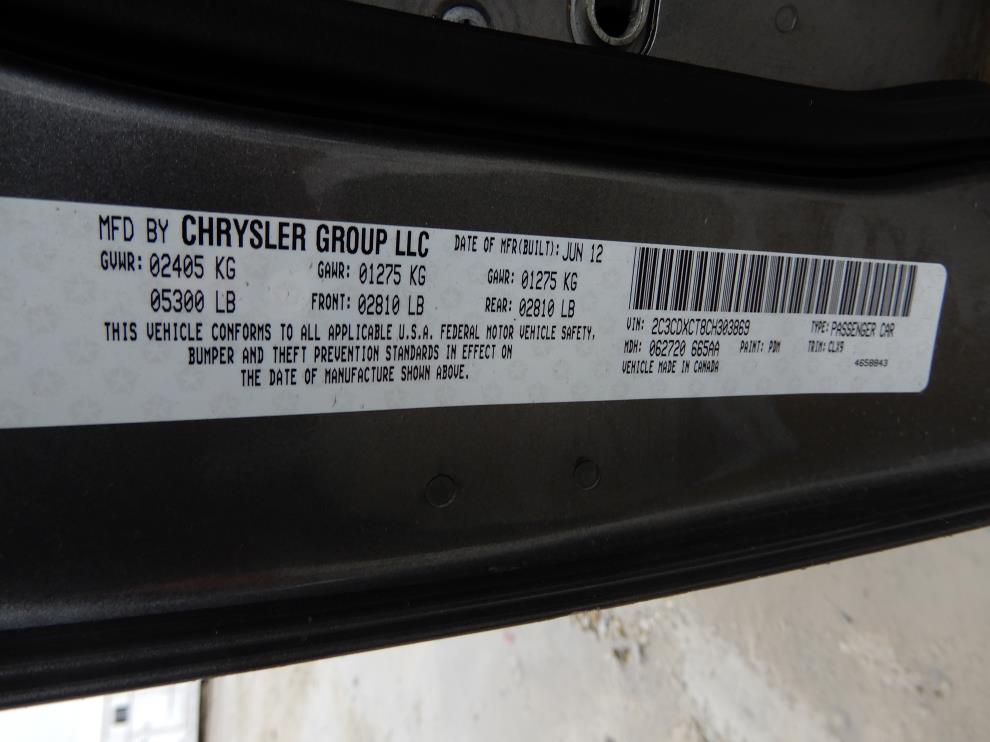 MFD BY CHRYSLER GROUP LLC DATE OF MFR(BUILT): JUN 12
GVWR: 02405 KG GAWR: 01275 KG GAWR: 01275 KG
05300 LB FRONT: 02810 LB REAR: 02810 LB
THIS VEHICLE CONFORMS TO ALL APPLICABLE U.S.A. FEDERAL MOTOR VEHICLE SAFETY,
BUMPER AND THEFT PREVENTION STANDARDS IN EFFECT ON
THE DATE OF MANUFACTURE SHOWN ABOVE.
VIN: 2C3CDXCT8CH303869 TYPE: PASSENGER CAR
MDH: 062720 665AA PAINT: PDM TRIM: CLX9
VEHICLE MADE IN CANADA 4658843